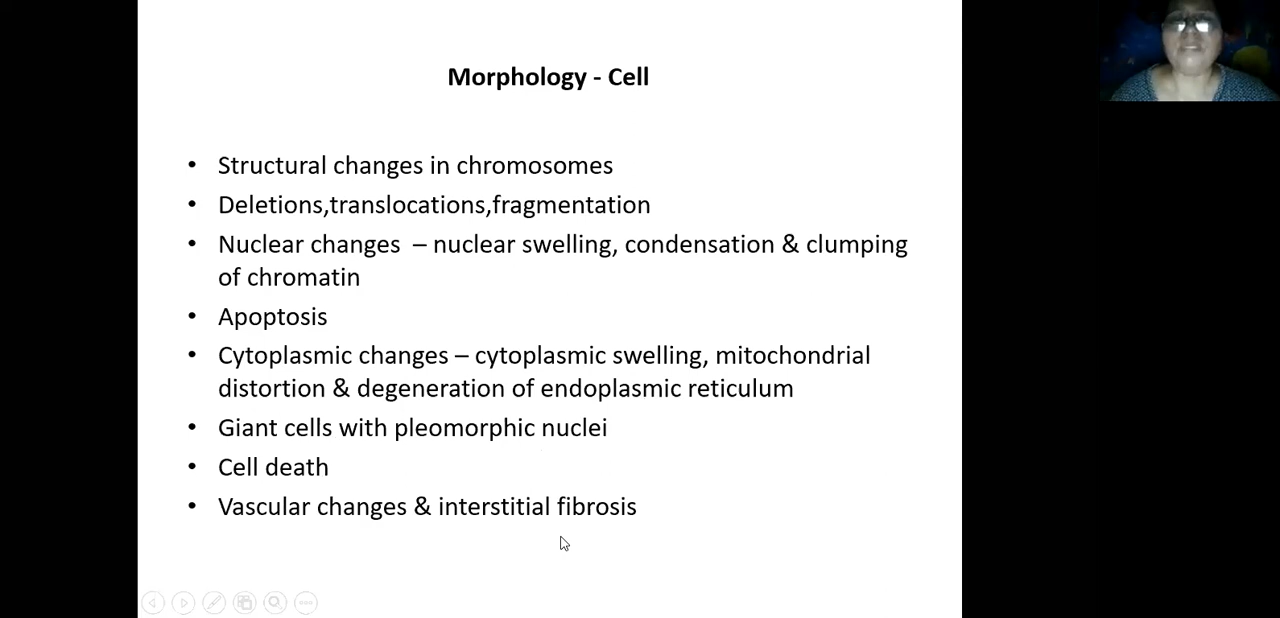 Morphology - Cell
• Structural changes in chromosomes
• Deletions,translocations,fragmentation
• Nuclear changes – nuclear swelling, condensation & clumping
of chromatin
• Apoptosis
• Cytoplasmic changes – cytoplasmic swelling, mitochondrial
distortion & degeneration of endoplasmic reticulum
• Giant cells with pleomorphic nuclei
• Cell death
• Vascular changes & interstitial fibrosis